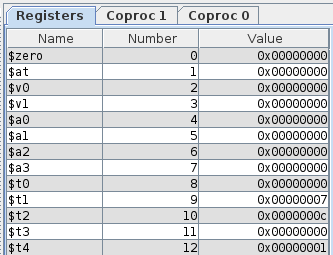 Registers Coproc 1 Coproc 0
Name Number Value
$zero 0 0x00000000
$at 1 0x00000000
$v0 2 0x00000000
$v1 3 0x00000000
$a0 4 0x00000000
$a1 5 0x00000000
$a2 6 0x00000000
$a3 7 0x00000000
$t0 8 0x00000000
$t1 9 0x00000007
$t2 10 0x0000000c
$t3 11 0x00000000
$t4 12 0x00000001